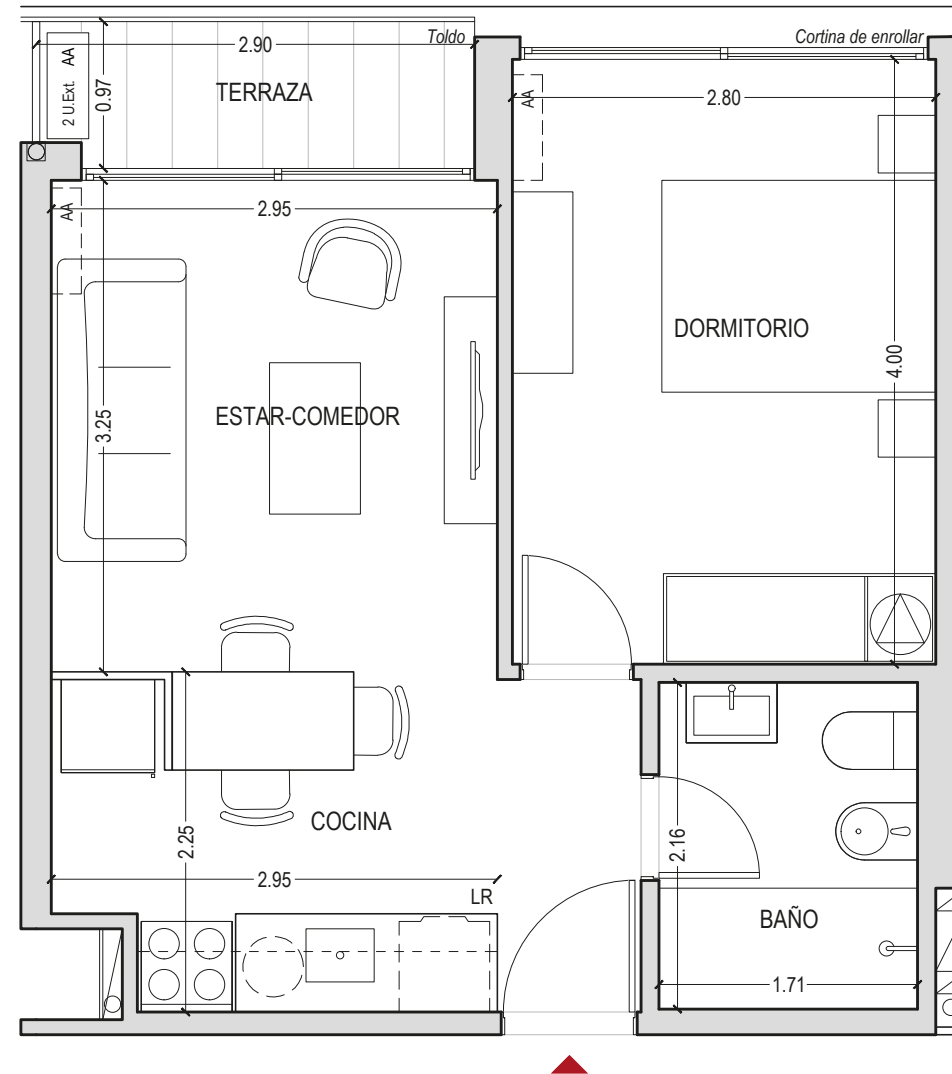 Toldo
Cortina de enrollar
2.90
2 U.Ext. AA
0.97
TERRAZA
AA
2.80
AA
2.95
DORMITORIO
4.00
3.25
ESTAR-COMEDOR
COCINA
2.25
2.16
2.95
LR
BAÑO
1.71